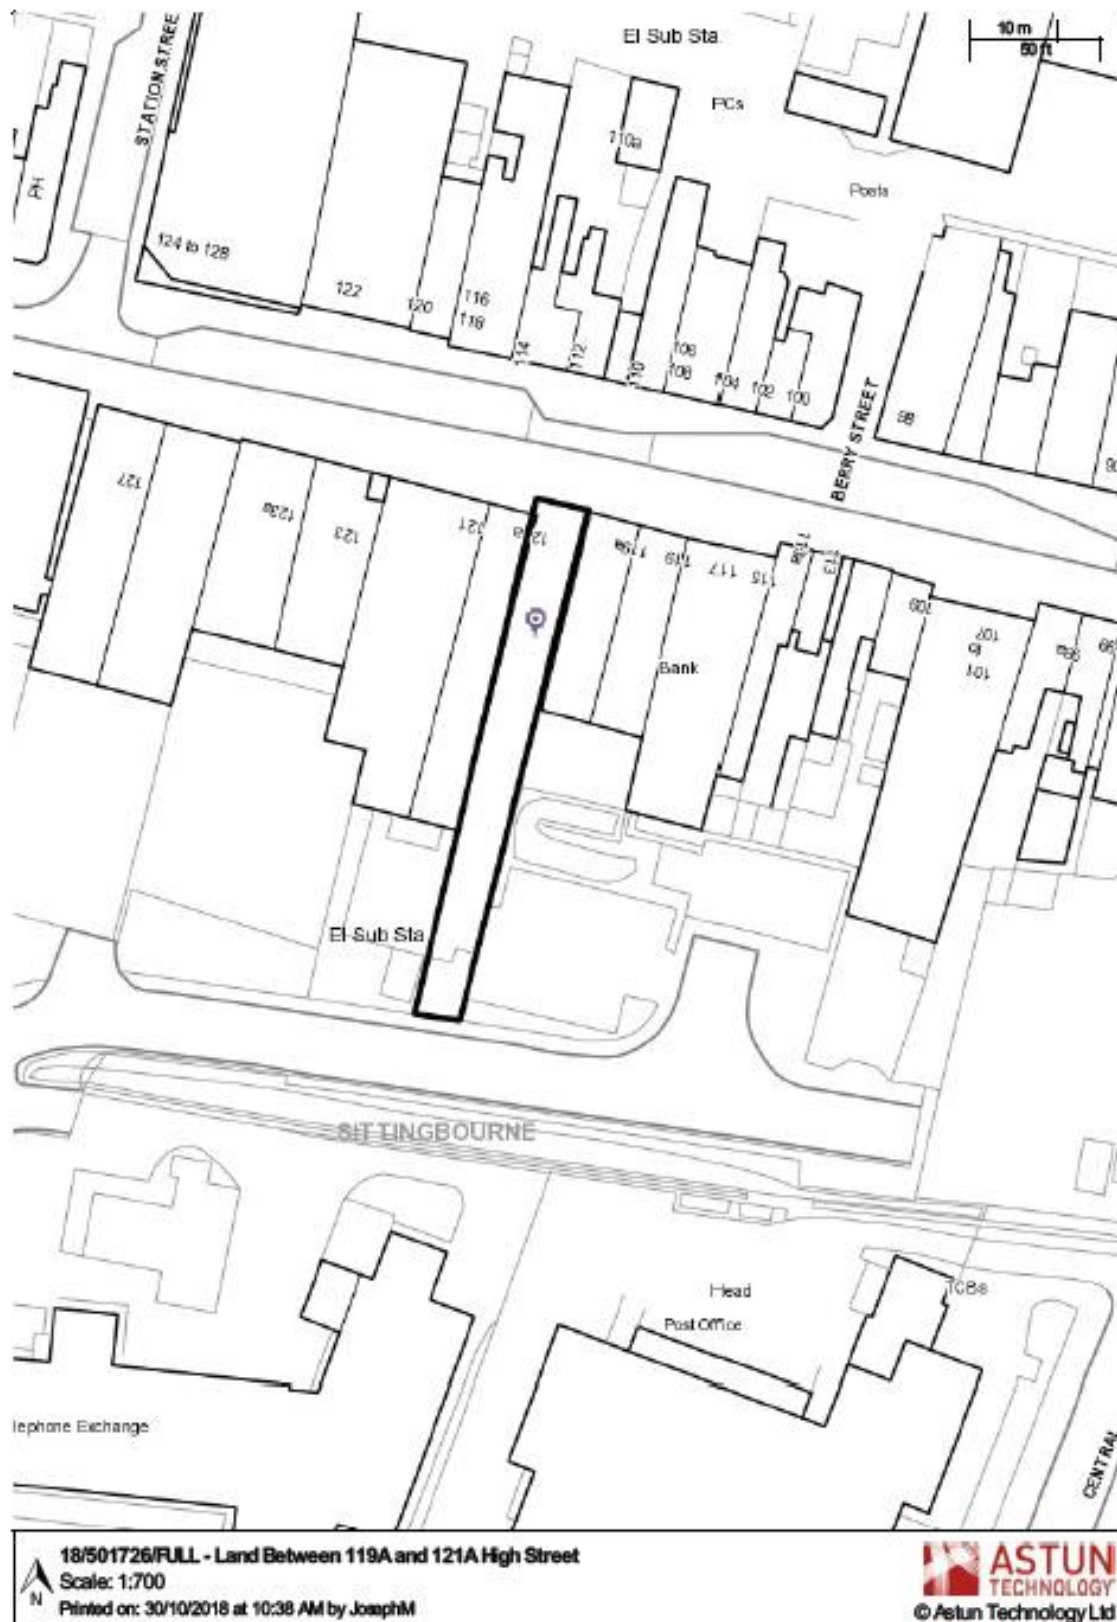 El Sub Sta
10 m
50 ft
STATION STREE
PCs
110a
PH
Posts
124 to 128
122
120
116
118
114
112
110
106
108
104
102
100
98
BERRY STREET
127
123a
123
121
119a
119
117
115
113
109
107
to
101
99a
99
Bank
El Sub Sta
SITTINGBOURNE
Head
Post Office
TCBs
lephone Exchange
CENTRAL
18/501726/FULL - Land Between 119A and 121A High Street
Scale: 1:700
N
Printed on: 30/10/2018 at 10:38 AM by JosephM
ASTUN
TECHNOLOGY
© Astun Technology Ltd